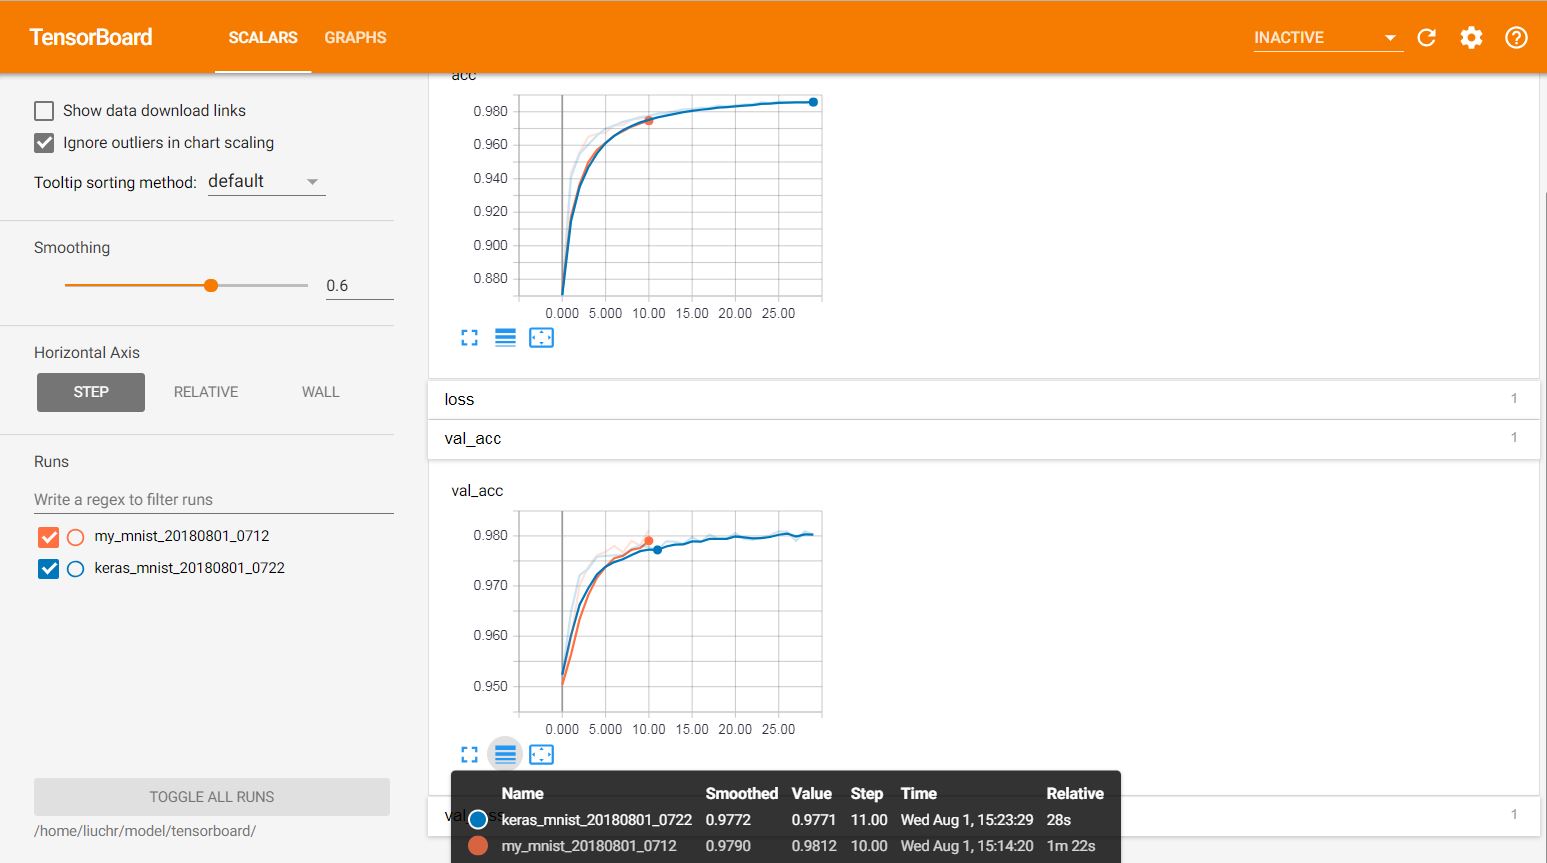 TensorBoard SCALARS GRAPHS INACTIVE
Show data download links
Ignore outliers in chart scaling
Tooltip sorting method: default
Smoothing
0.6
Horizontal Axis
STEP RELATIVE WALL
Runs
Write a regex to filter runs
my_mnist_20180801_0712
keras_mnist_20180801_0722
TOGGLE ALL RUNS
/home/liuchr/model/tensorboard/
acc
0.980
0.960
0.940
0.920
0.900
0.880
0.000 5.000 10.00 15.00 20.00 25.00
loss 1
val_acc 1
val_acc
0.980
0.970
0.960
0.950
0.000 5.000 10.00 15.00 20.00 25.00
1
Name Smoothed Value Step Time Relative
keras_mnist_20180801_0722 0.9772 0.9771 11.00 Wed Aug 1, 15:23:29 28s
my_mnist_20180801_0712 0.9790 0.9812 10.00 Wed Aug 1, 15:14:20 1m 22s